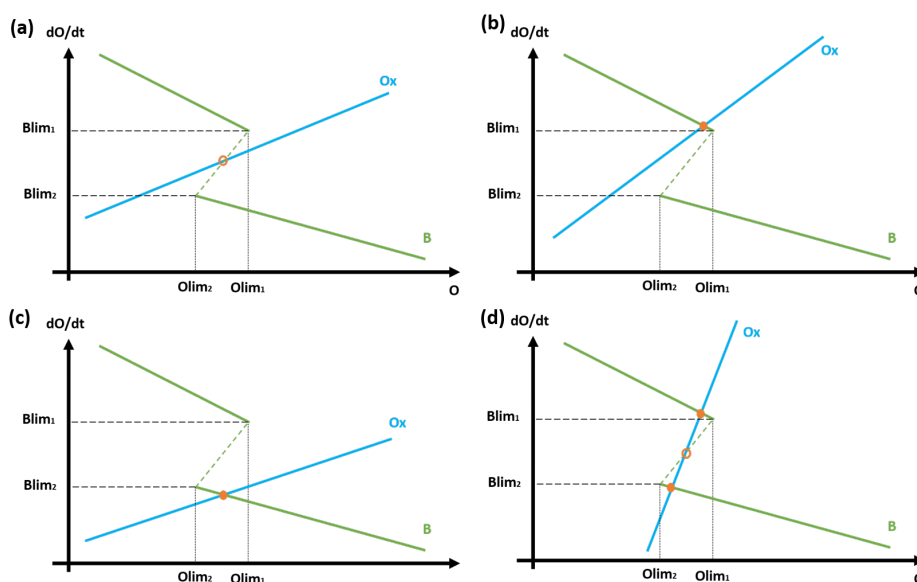 (a)
dO/dt
Ox
Blim₁
Blim₂
B
Olim₂
Olim₁
O
(b)
dO/dt
Ox
Blim₁
Blim₂
B
Olim₂
Olim₁
(c)
dO/dt
Ox
Blim₁
Blim₂
B
Olim₂
Olim₁
(d)
dO/dt
Ox
Blim₁
Blim₂
B
Olim₂
Olim₁